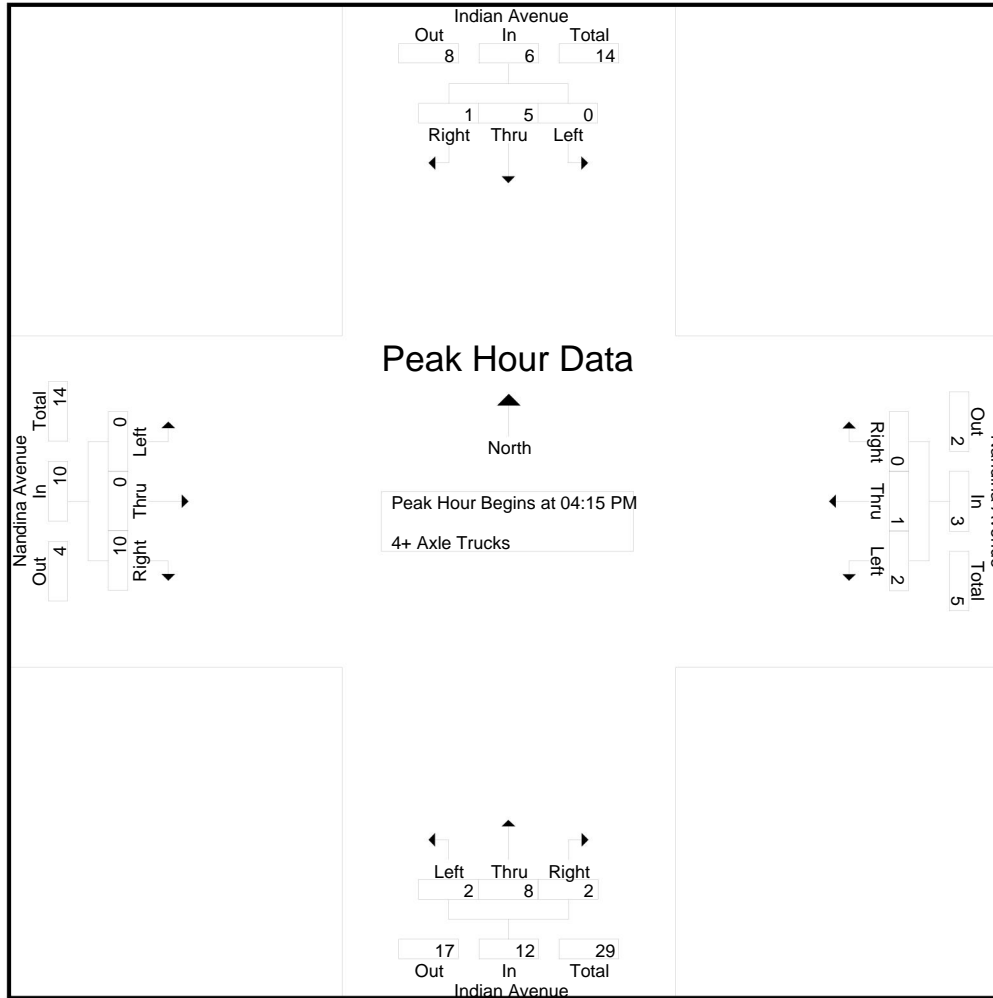 Indian Avenue
Out In Total
8 6 14
1 5 0
Right Thru Left
Peak Hour Data
North
Peak Hour Begins at 04:15 PM
4+ Axle Trucks
Nandina Avenue
Total In Out
14 10 4
0 0 10
Left Thru Right
Right Thru Left
0 1 2
2 3 5
Out In Total
Left Thru Right
2 8 2
17 12 29
Out In Total
Indian Avenue